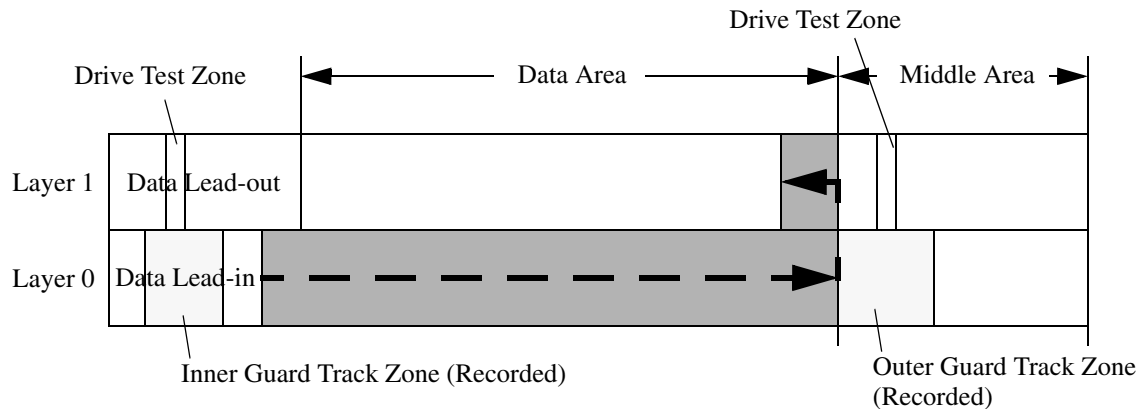 Drive Test Zone
Drive Test Zone
Data Area
Middle Area
Layer 1
Data Lead-out
Layer 0
Data Lead-in
Inner Guard Track Zone (Recorded)
Outer Guard Track Zone
(Recorded)